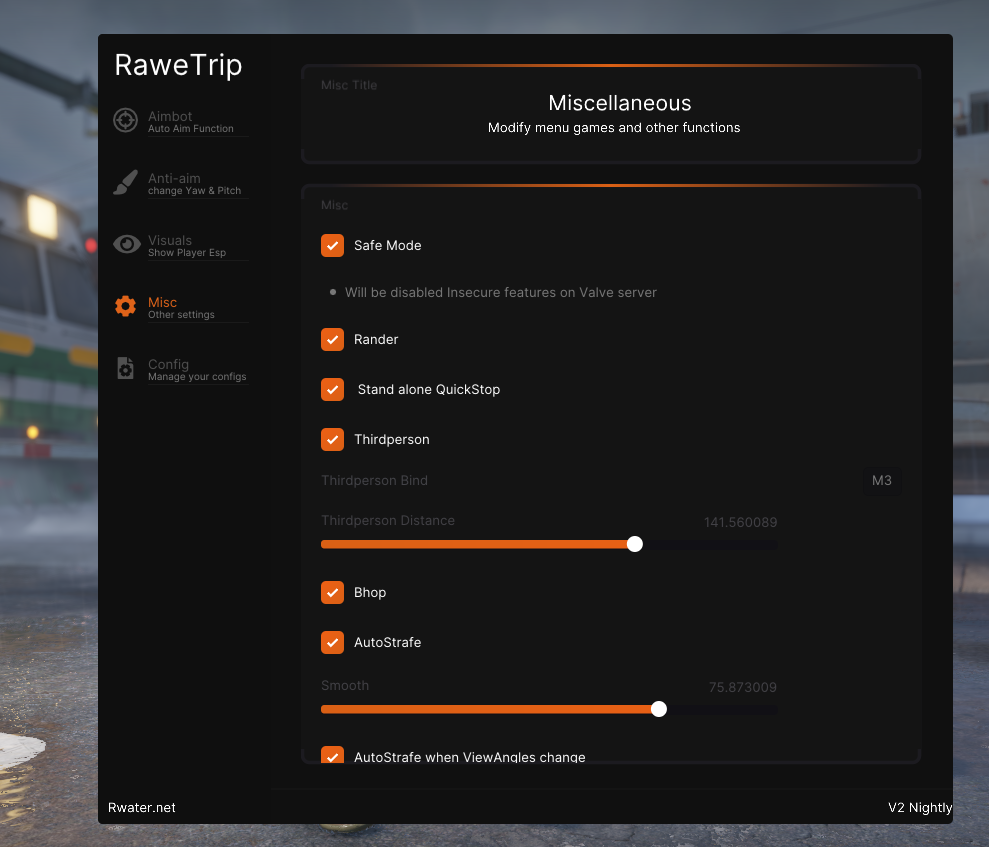 RaweTrip
Aimbot
Auto Aim Function
Anti-aim
change Yaw & Pitch
Visuals
Show Player Esp
Misc
Other settings
Config
Manage your configs
Misc Title
Miscellaneous
Modify menu games and other functions
Misc
Safe Mode
Will be disabled Insecure features on Valve server
Rander
Stand alone QuickStop
Thirdperson
Thirdperson Bind M3
Thirdperson Distance 141.560089
Bhop
AutoStrafe
Smooth 75.873009
AutoStrafe when ViewAngles change
Rwater.net V2 Nightly